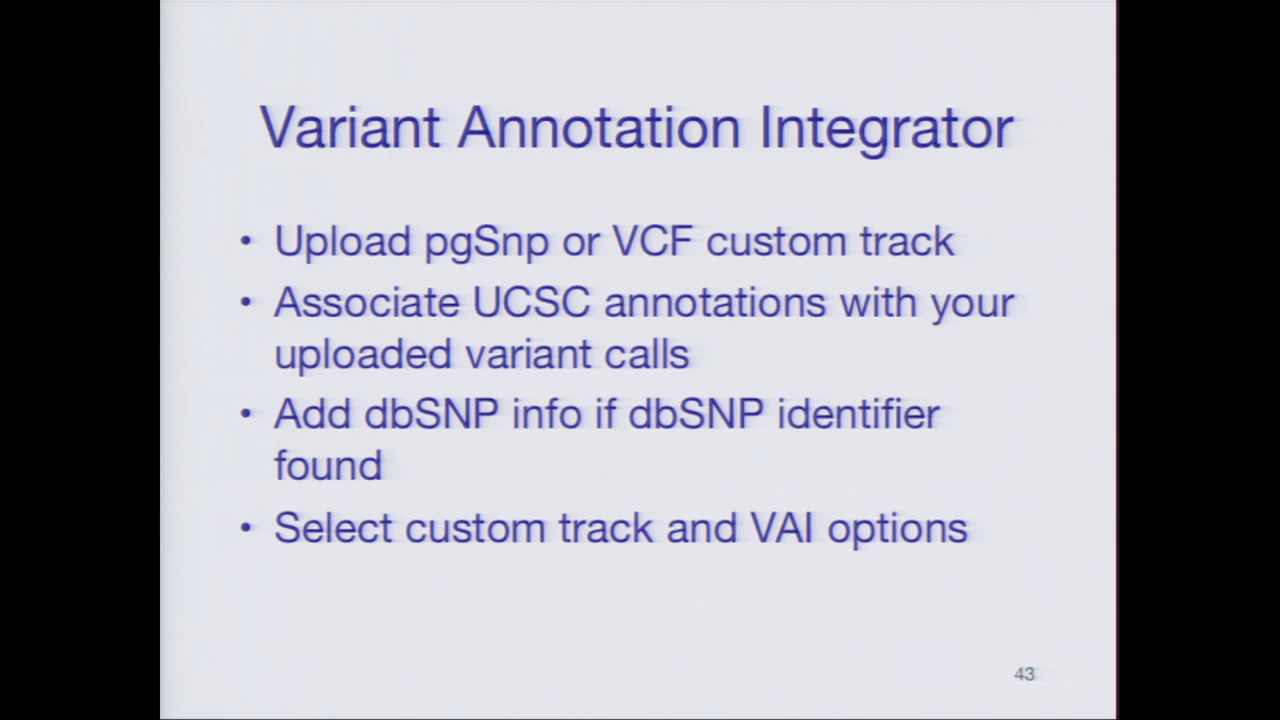 Variant Annotation Integrator
• Upload pgSnp or VCF custom track
• Associate UCSC annotations with your
uploaded variant calls
• Add dbSNP info if dbSNP identifier
found
• Select custom track and VAI options
43